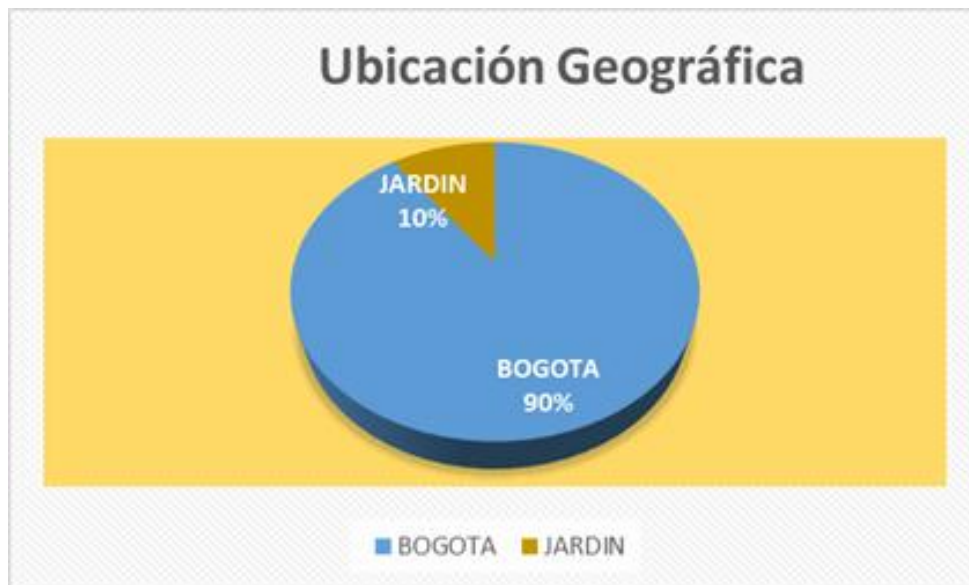 Ubicación Geográfica
JARDIN
10%
BOGOTA
90%
BOGOTA JARDIN